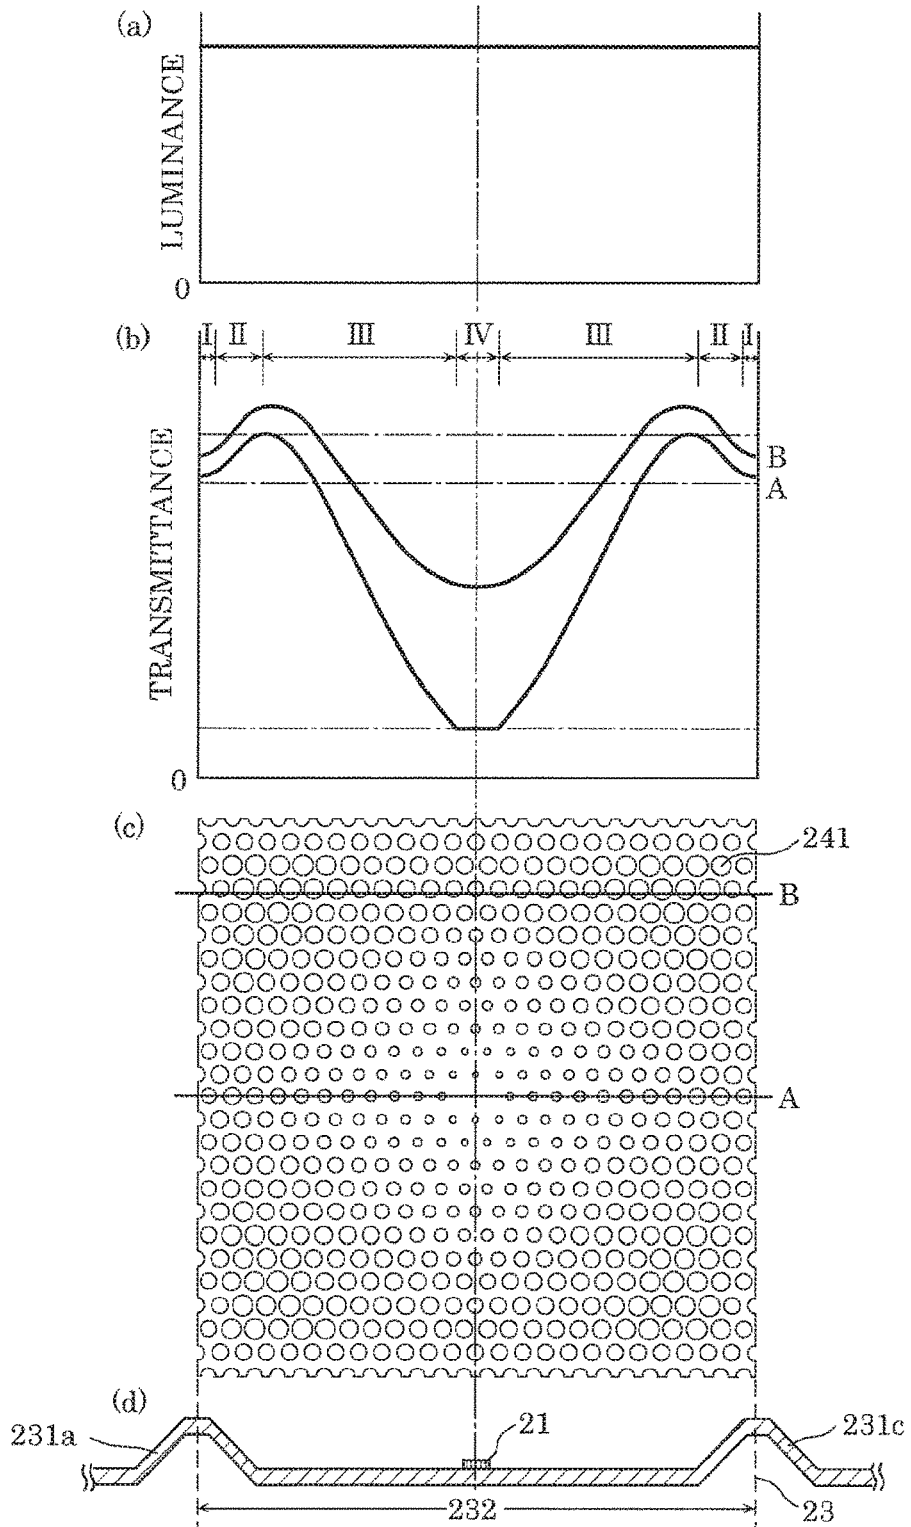 (a)
LUMINANCE
0
(b)
I II III IV III II I
TRANSMITTANCE
B
A
0
(c)
241
B
A
(d)
231a
21
231c
232
23